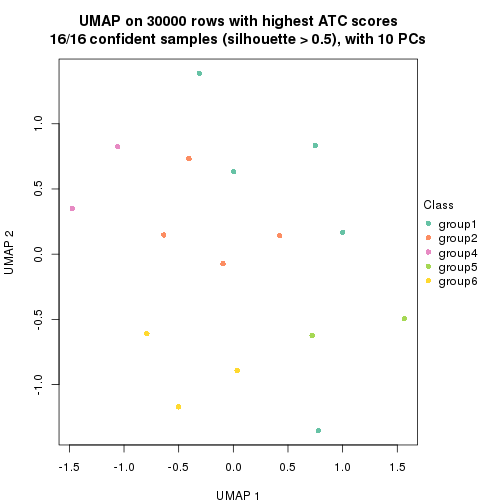 UMAP on 30000 rows with highest ATC scores
16/16 confident samples (silhouette > 0.5), with 10 PCs
1.0
0.5
0.0
-0.5
-1.0
UMAP 2
-1.5 -1.0 -0.5 0.0 0.5 1.0 1.5
UMAP 1
Class
group1
group2
group4
group5
group6